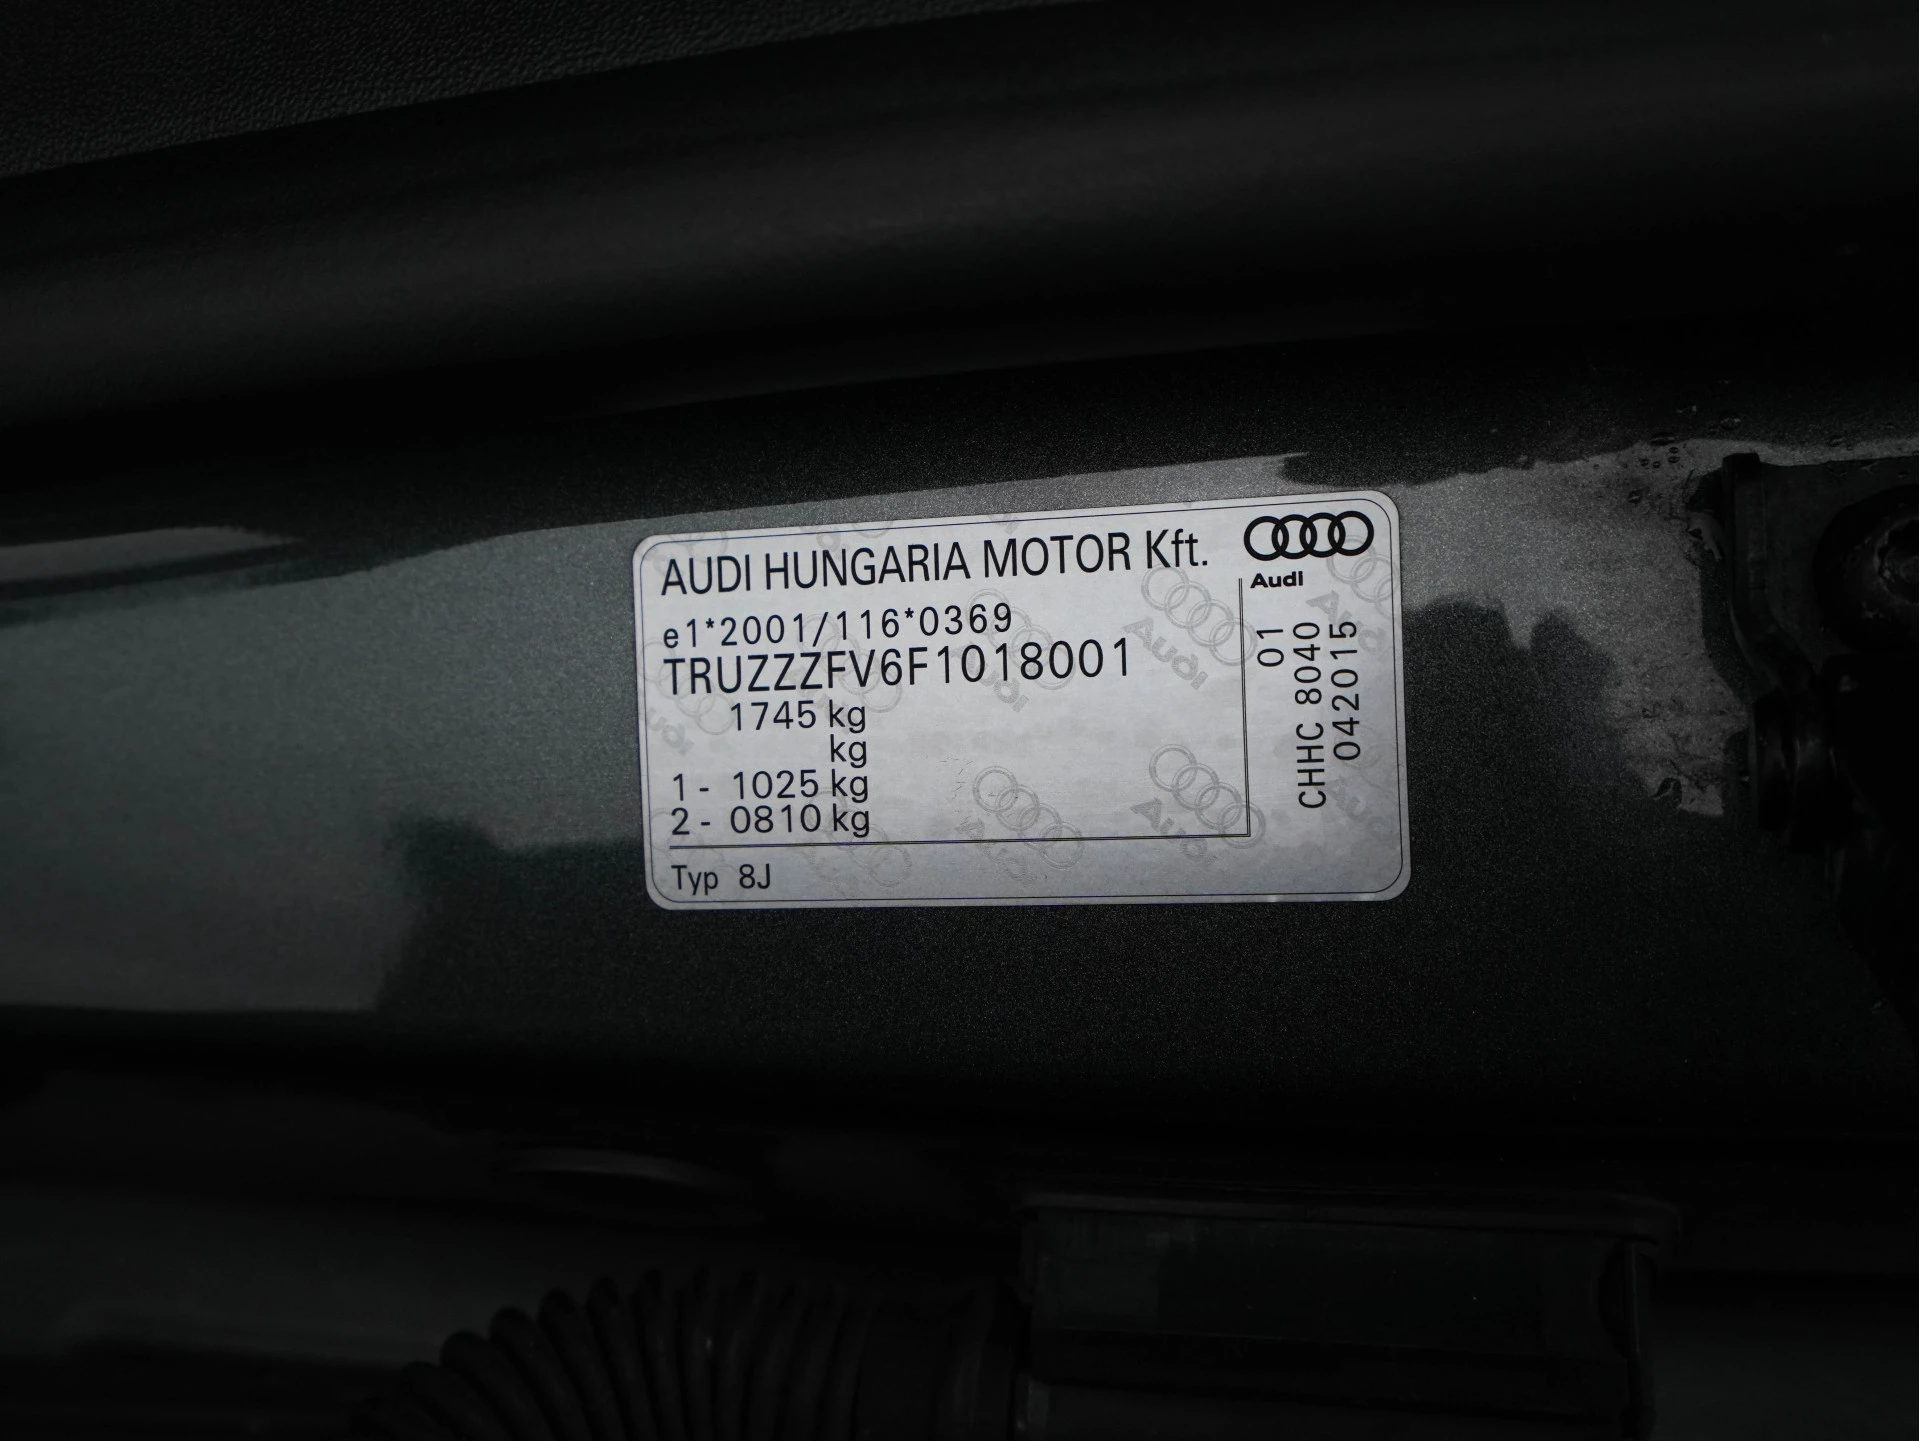 AUDI HUNGARIA MOTOR Kft.
Audi
e1*2001/116*0369
TRUZZZFV6F1018001
1745 kg
kg
1 - 1025 kg
2 - 0810 kg
Typ 8J
01
CHHC 8040
042015